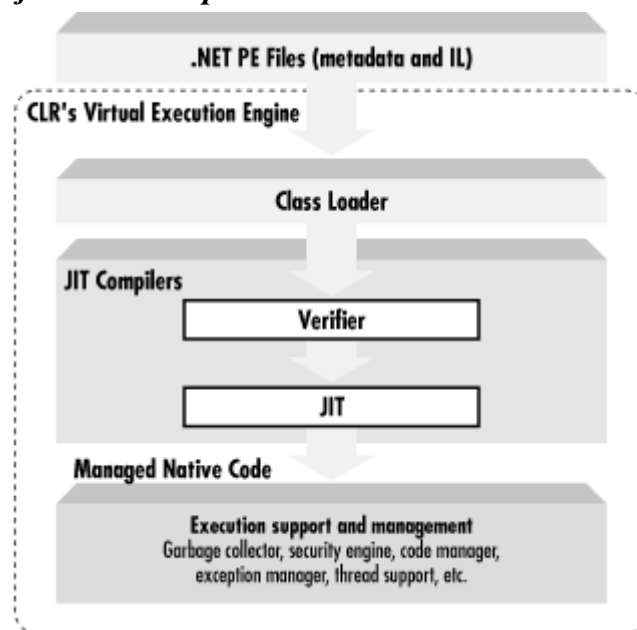 .NET PE Files (metadata and IL)
CLR's Virtual Execution Engine
Class Loader
JIT Compilers
Verifier
JIT
Managed Native Code
Execution support and management
Garbage collector, security engine, code manager,
exception manager, thread support, etc.